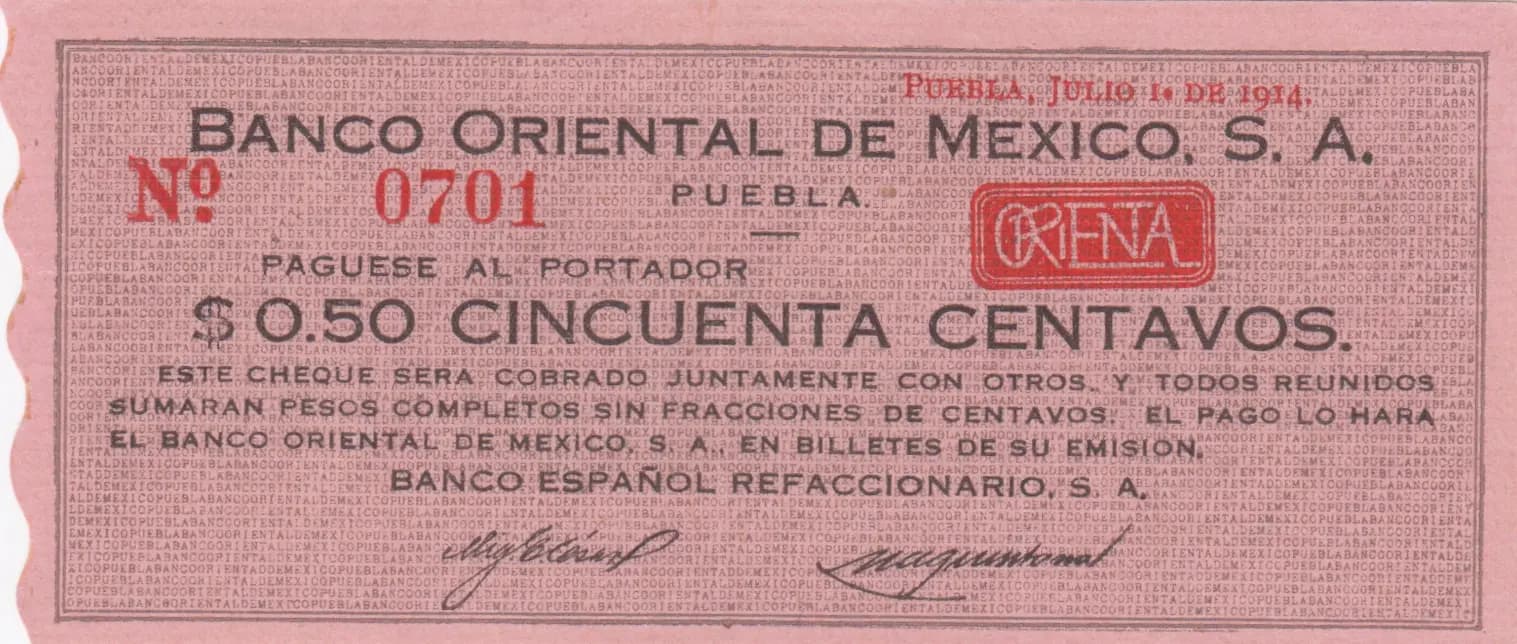 PUEBLA, JULIO 1º DE 1914.
BANCO ORIENTAL DE MEXICO, S. A.
Nº 0701 PUEBLA.
ORIENTAL
PAGUESE AL PORTADOR
$ 0.50 CINCUENTA CENTAVOS.
ESTE CHEQUE SERA COBRADO JUNTAMENTE CON OTROS, Y TODOS REUNIDOS
SUMARAN PESOS COMPLETOS SIN FRACCIONES DE CENTAVOS. EL PAGO LO HARA
EL BANCO ORIENTAL DE MEXICO, S. A., EN BILLETES DE SU EMISION.
BANCO ESPAÑOL REFACCIONARIO, S. A.